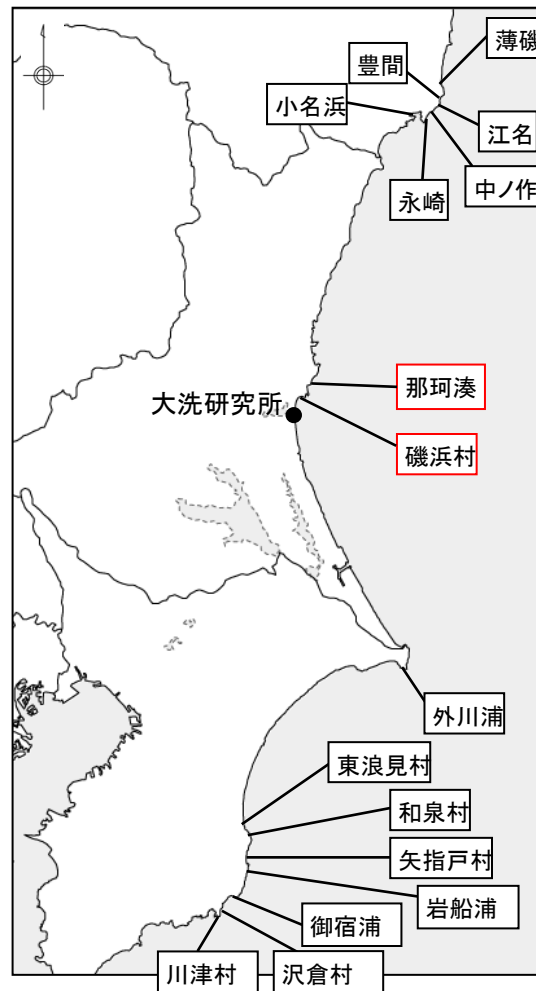 薄磯
豊間
小名浜
江名
中ノ作
永崎
那珂湊
大洗研究所
磯浜村
外川浦
東浪見村
和泉村
矢指戸村
岩船浦
御宿浦
川津村
沢倉村